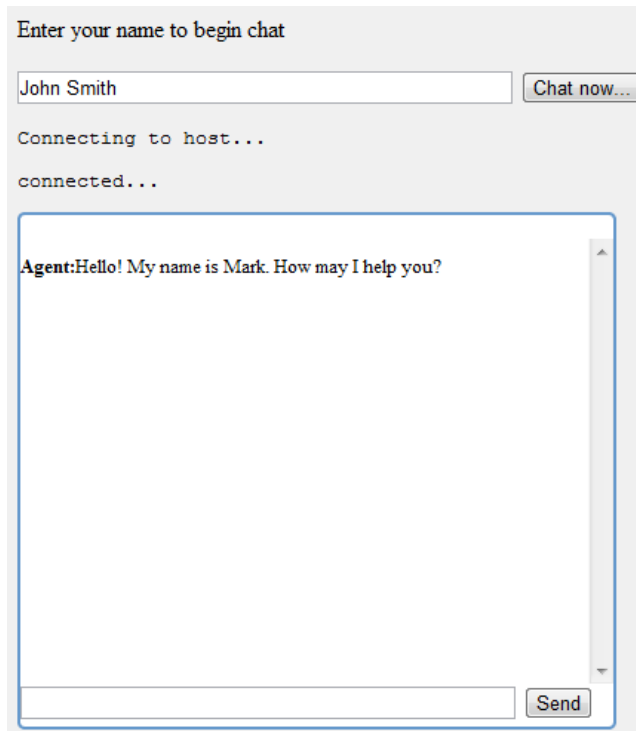 Enter your name to begin chat
John Smith Chat now...
Connecting to host...
connected...
Agent:Hello! My name is Mark. How may I help you?
Send